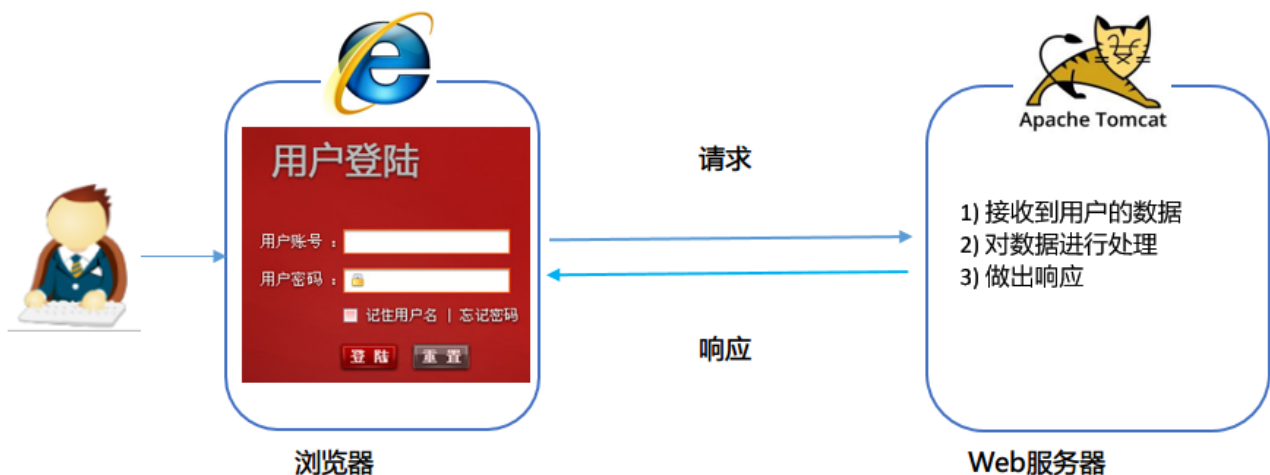 Apache Tomcat
用户登陆
请求
用户账号：
用户密码：
记住用户名 | 忘记密码
登 陆
重 置
1) 接收到用户的数据
2) 对数据进行处理
3) 做出响应
响应
浏览器
Web服务器